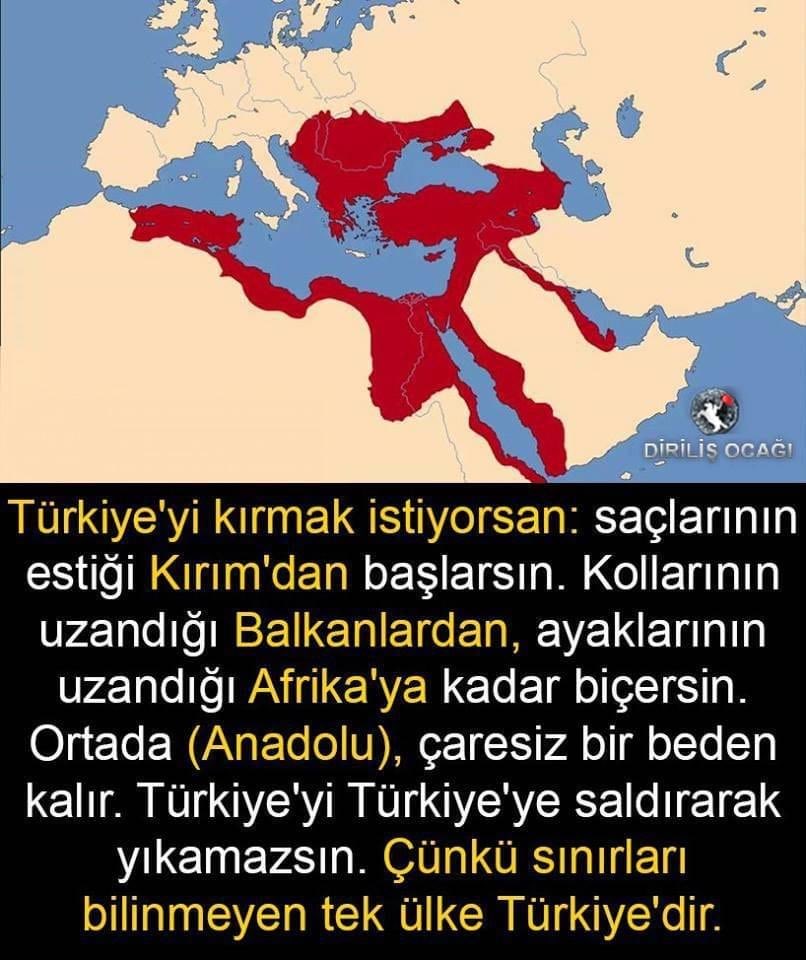 DİRİLİŞ OCAĞI
Türkiye'yi kırmak istiyorsan: saçlarının
estiği Kırım'dan başlarsın. Kollarının
uzandığı Balkanlardan, ayaklarının
uzandığı Afrika'ya kadar biçersin.
Ortada (Anadolu), çaresiz bir beden
kalır. Türkiye'yi Türkiye'ye saldırarak
yıkamazsın. Çünkü sınırları
bilinmeyen tek ülke Türkiye'dir.